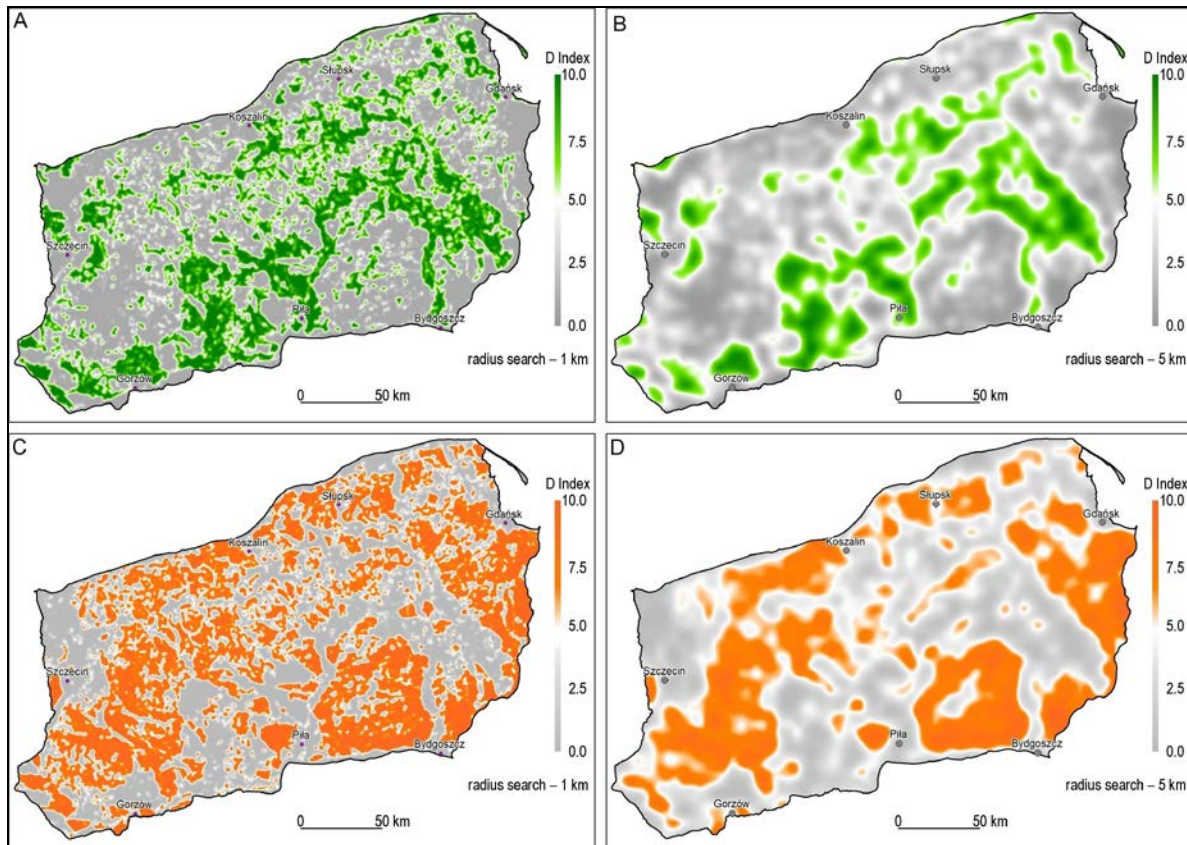 A
D Index
10.0
7.5
5.0
2.5
0.0
Słupsk
Gdańsk
Koszalin
Szczecin
Piła
Bydgoszcz
Gorzów
radius search – 1 km
0 50 km
B
D Index
10.0
7.5
5.0
2.5
0.0
Słupsk
Gdańsk
Koszalin
Szczecin
Piła
Bydgoszcz
Gorzów
radius search – 5 km
0 50 km
C
D Index
10.0
7.5
5.0
2.5
0.0
Słupsk
Gdańsk
Koszalin
Szczecin
Piła
Bydgoszcz
Gorzów
radius search – 1 km
0 50 km
D
D Index
10.0
7.5
5.0
2.5
0.0
Słupsk
Gdańsk
Koszalin
Szczecin
Piła
Bydgoszcz
Gorzów
radius search – 5 km
0 50 km